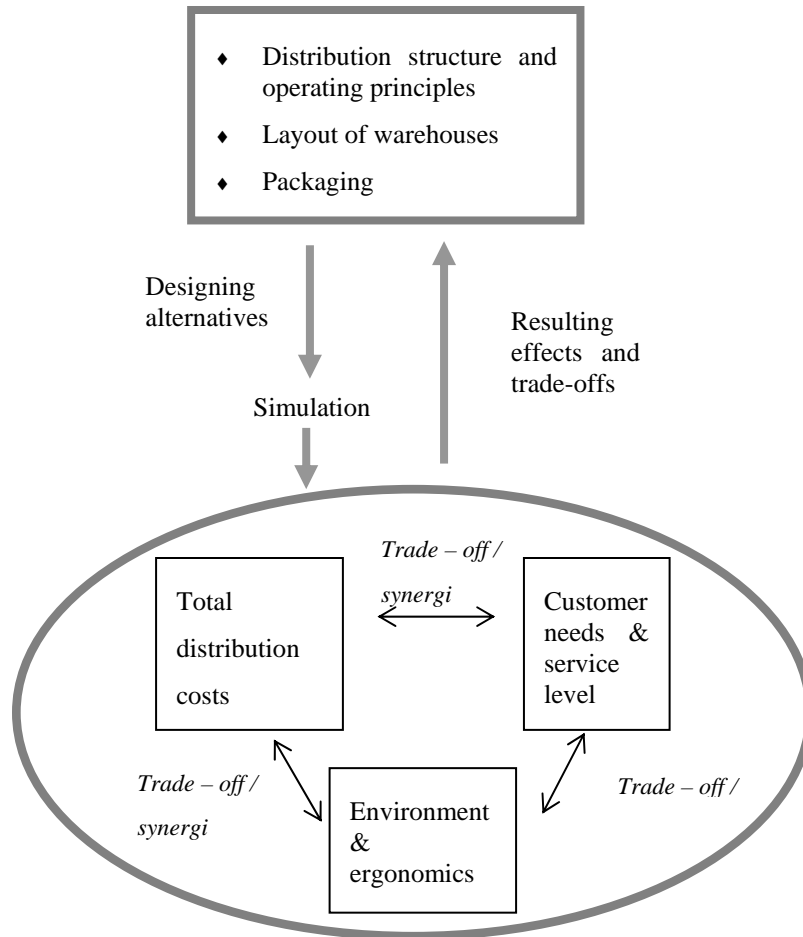 ♦ Distribution structure and
operating principles
♦ Layout of warehouses
♦ Packaging
Designing
alternatives
Resulting
effects and
trade-offs
Simulation
Trade – off /
synergi
Total
distribution
costs
Customer
needs &
service
level
Trade – off /
synergi
Environment
&
ergonomics
Trade – off /